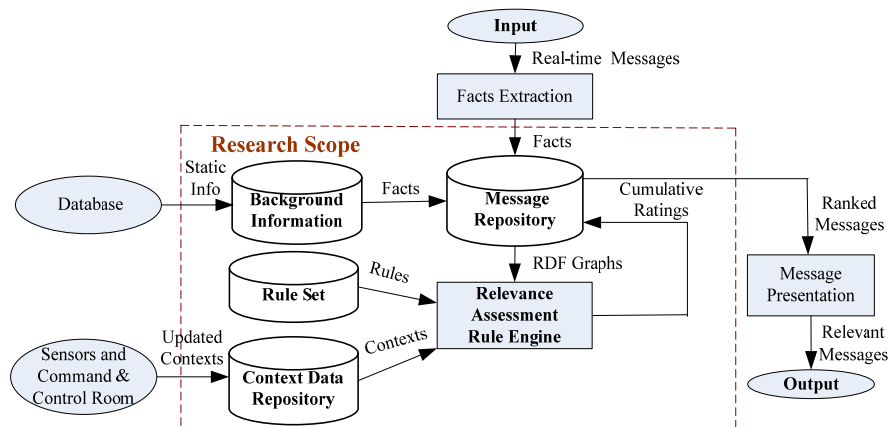 Input
Real-time Messages
Facts Extraction
Research Scope
Facts
Static
Info
Database
Background
Information
Facts
Message
Repository
Cumulative
Ratings
Ranked
Messages
RDF Graphs
Rules
Rule Set
Relevance
Assessment
Rule Engine
Message
Presentation
Updated
Contexts
Contexts
Sensors and
Command &
Control Room
Context Data
Repository
Relevant
Messages
Output